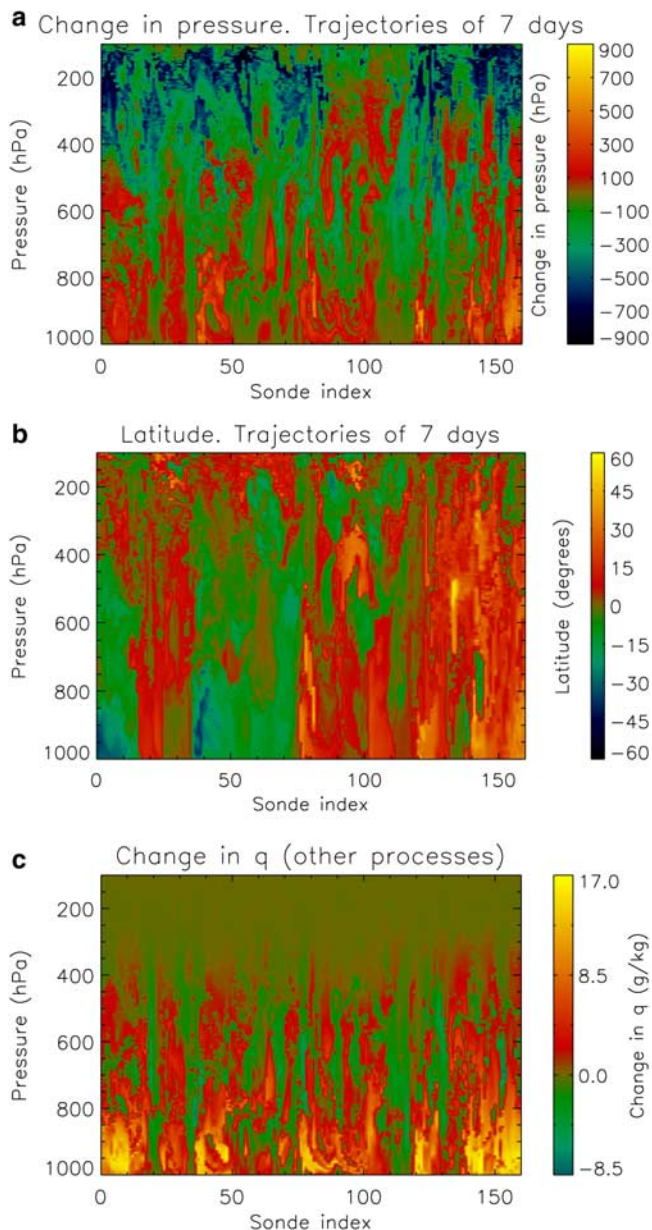 a Change in pressure. Trajectories of 7 days
200
400
600
800
1000
Pressure (hPa)
0 50 100 150
Sonde index
900
700
500
300
100
−100
−300
−500
−700
−900
Change in pressure (hPa)
b Latitude. Trajectories of 7 days
200
400
600
800
1000
Pressure (hPa)
0 50 100 150
Sonde index
60
45
30
15
0
−15
−30
−45
−60
Latitude (degrees)
c Change in q (other processes)
200
400
600
800
1000
Pressure (hPa)
0 50 100 150
Sonde index
17.0
8.5
0.0
−8.5
Change in q (g/kg)